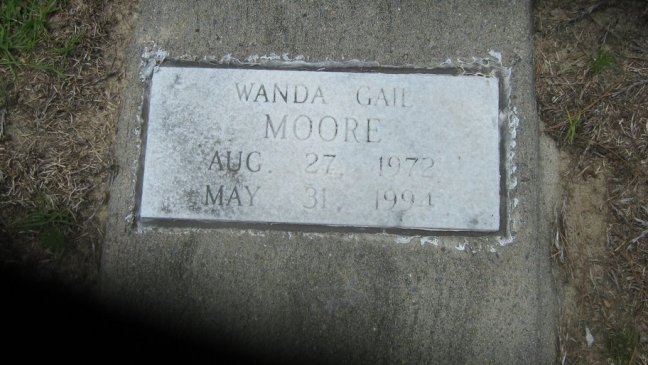 WANDA GAIL
MOORE
AUG. 27, 1972
MAY 31, 1994